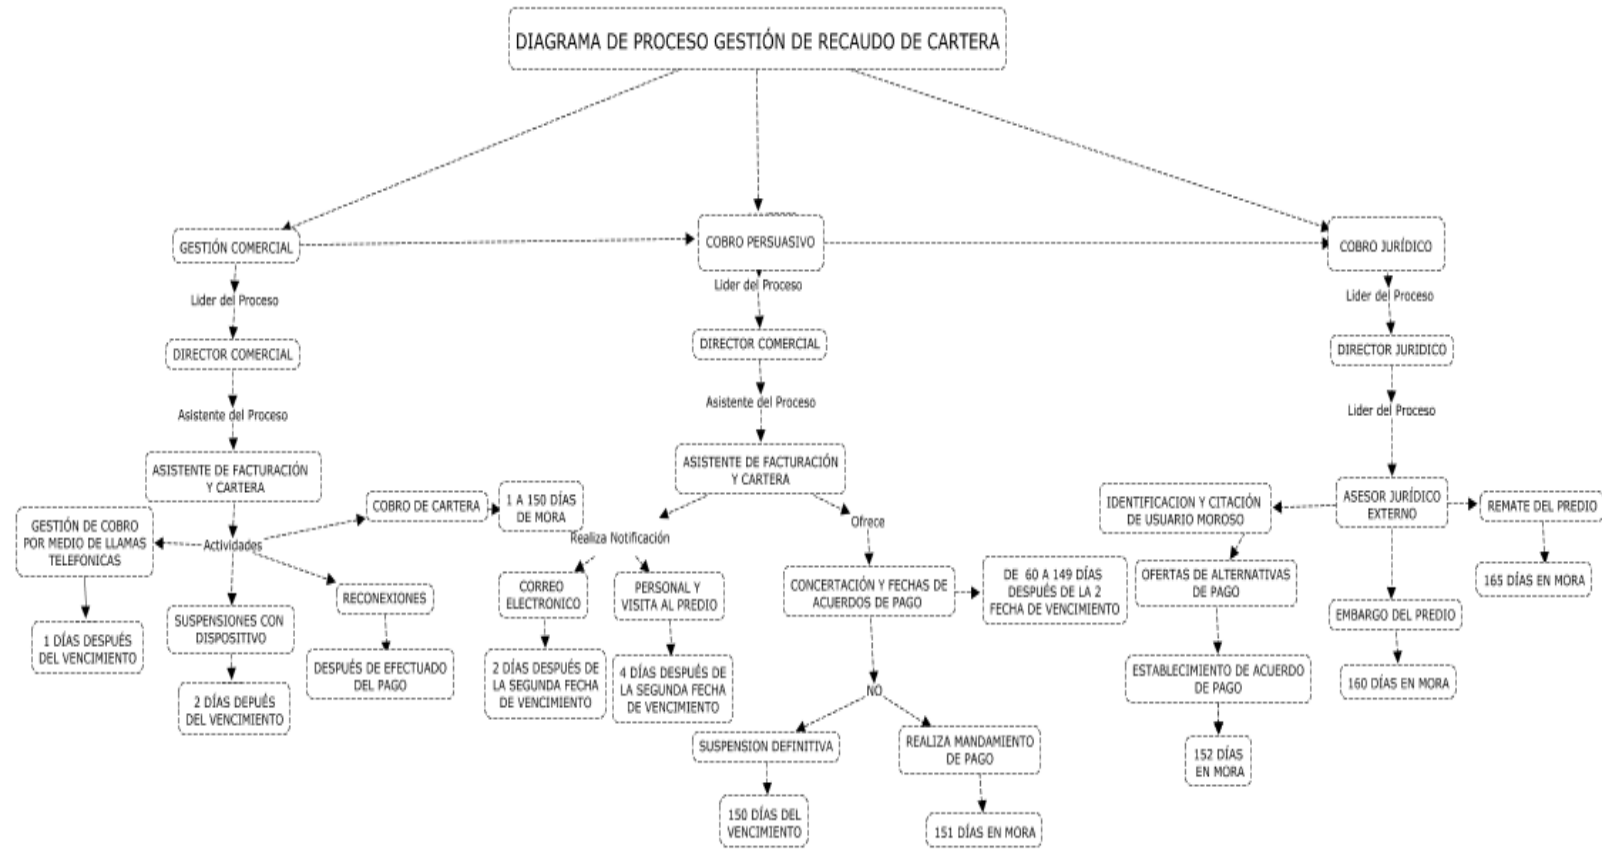 DIAGRAMA DE PROCESO GESTIÓN DE RECAUDO DE CARTERA
GESTIÓN COMERCIAL
COBRO PERSUASIVO
COBRO JURÍDICO
Lider del Proceso
Lider del Proceso
Lider del Proceso
DIRECTOR COMERCIAL
DIRECTOR COMERCIAL
DIRECTOR JURIDICO
Asistente del Proceso
Asistente del Proceso
Lider del Proceso
ASISTENTE DE FACTURACIÓN
Y CARTERA
ASISTENTE DE FACTURACIÓN
Y CARTERA
ASESOR JURÍDICO
EXTERNO
GESTIÓN DE COBRO
POR MEDIO DE LLAMAS
TELEFONICAS
Actividades
COBRO DE CARTERA
1 A 150 DÍAS
DE MORA
1 DÍAS DESPUÉS
DEL VENCIMIENTO
SUSPENSIONES CON
DISPOSITIVO
2 DÍAS DEPUÉS
DEL VENCIMIENTO
RECONEXIONES
DESPUÉS DE EFECTUADO
DEL PAGO
Realiza Notificación
Ofrece
CORREO
ELECTRONICO
2 DÍAS DESPUÉS DE
LA SEGUNDA FECHA
DE VENCIMIENTO
PERSONAL Y
VISITA AL PREDIO
4 DÍAS DESPUÉS DE
LA SEGUNDA FECHA
DE VENCIMIENTO
CONCERTACIÓN Y FECHAS DE
ACUERDOS DE PAGO
DE 60 A 149 DÍAS
DESPUÉS DE LA 2
FECHA DE VENCIMIENTO
NO
SUSPENSION DEFINITIVA
150 DÍAS DEL
VENCIMIENTO
REALIZA MANDAMIENTO
DE PAGO
151 DÍAS EN MORA
IDENTIFICACION Y CITACIÓN
DE USUARIO MOROSO
OFERTAS DE ALTERNATIVAS
DE PAGO
ESTABLECIMIENTO DE ACUERDO
DE PAGO
152 DÍAS
EN MORA
EMBARGO DEL PREDIO
160 DÍAS EN MORA
REMATE DEL PREDIO
165 DÍAS EN MORA